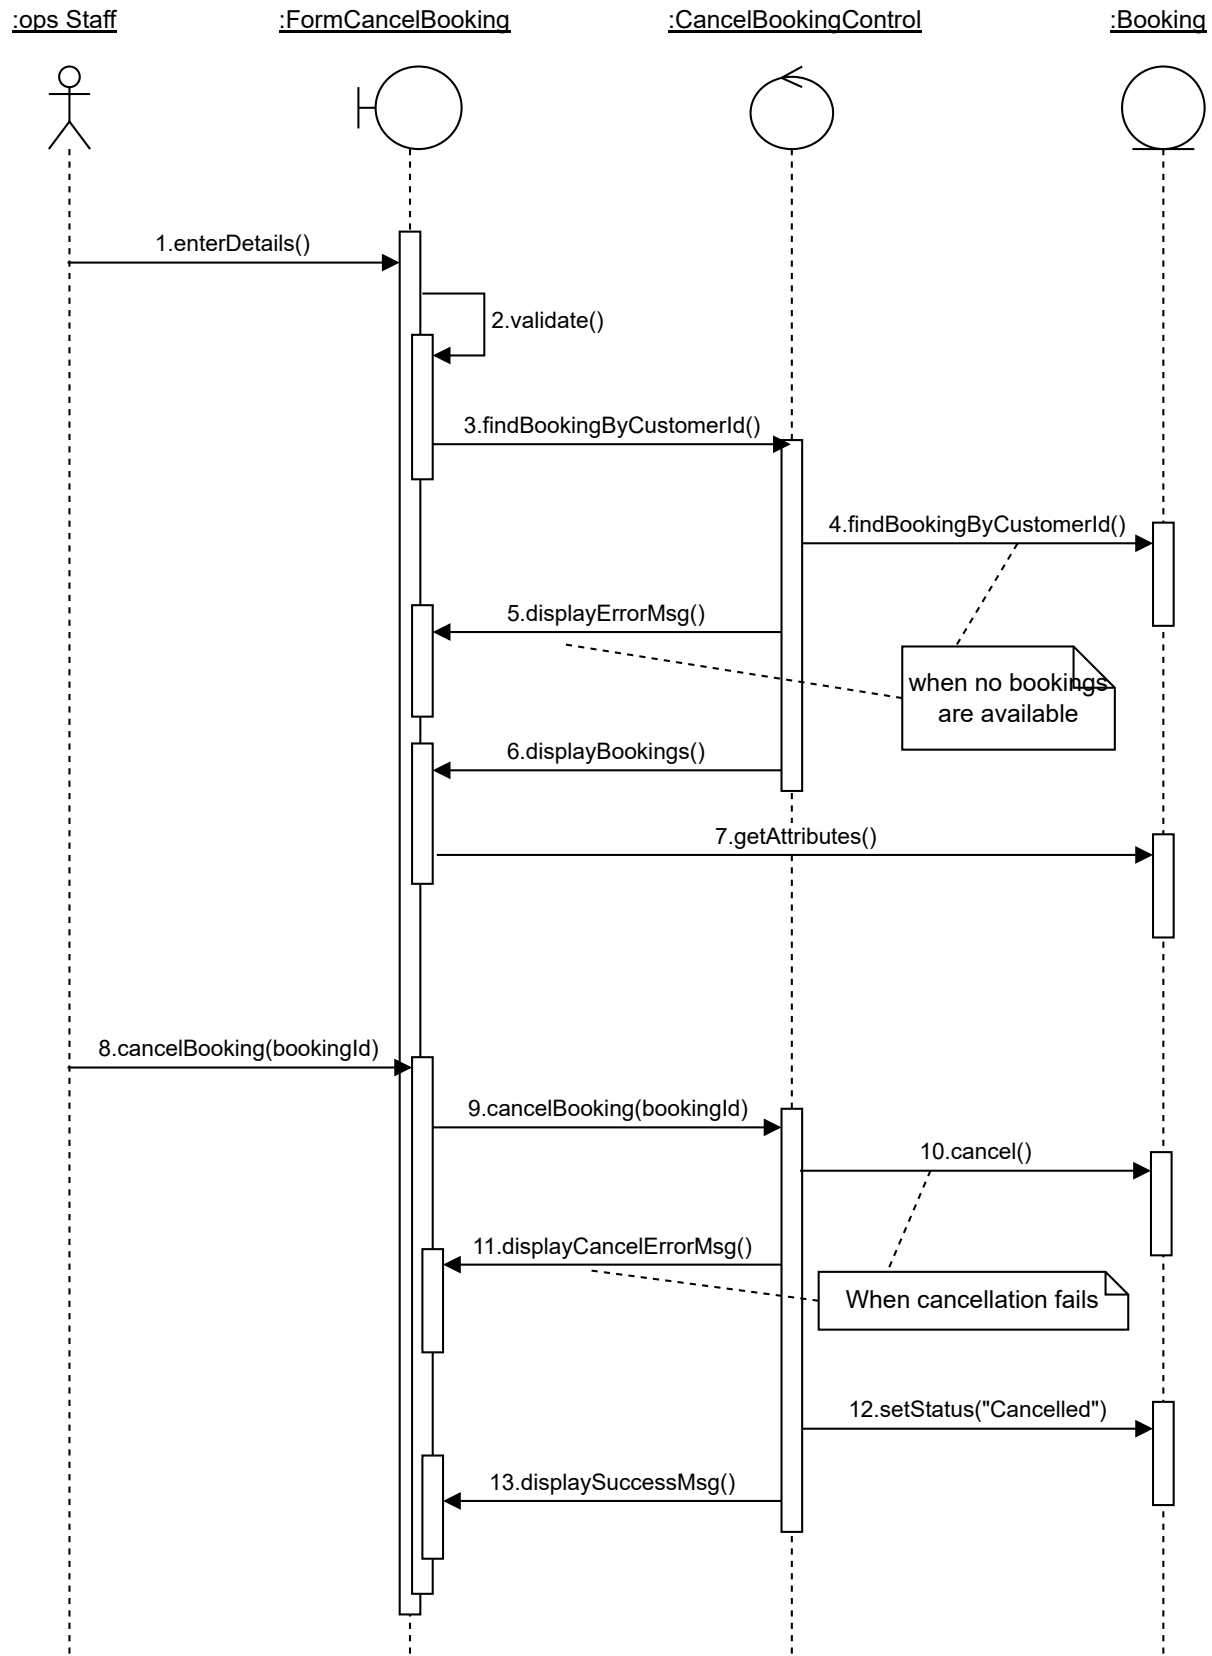 :ops Staff
:FormCancelBooking
:CancelBookingControl
:Booking
1.enterDetails()
2.validate()
3.findBookingByCustomerId()
4.findBookingByCustomerId()
5.displayErrorMsg()
when no bookings
are available
6.displayBookings()
7.getAttributes()
8.cancelBooking(bookingId)
9.cancelBooking(bookingId)
10.cancel()
11.displayCancelErrorMsg()
When cancellation fails
12.setStatus("Cancelled")
13.displaySuccessMsg()